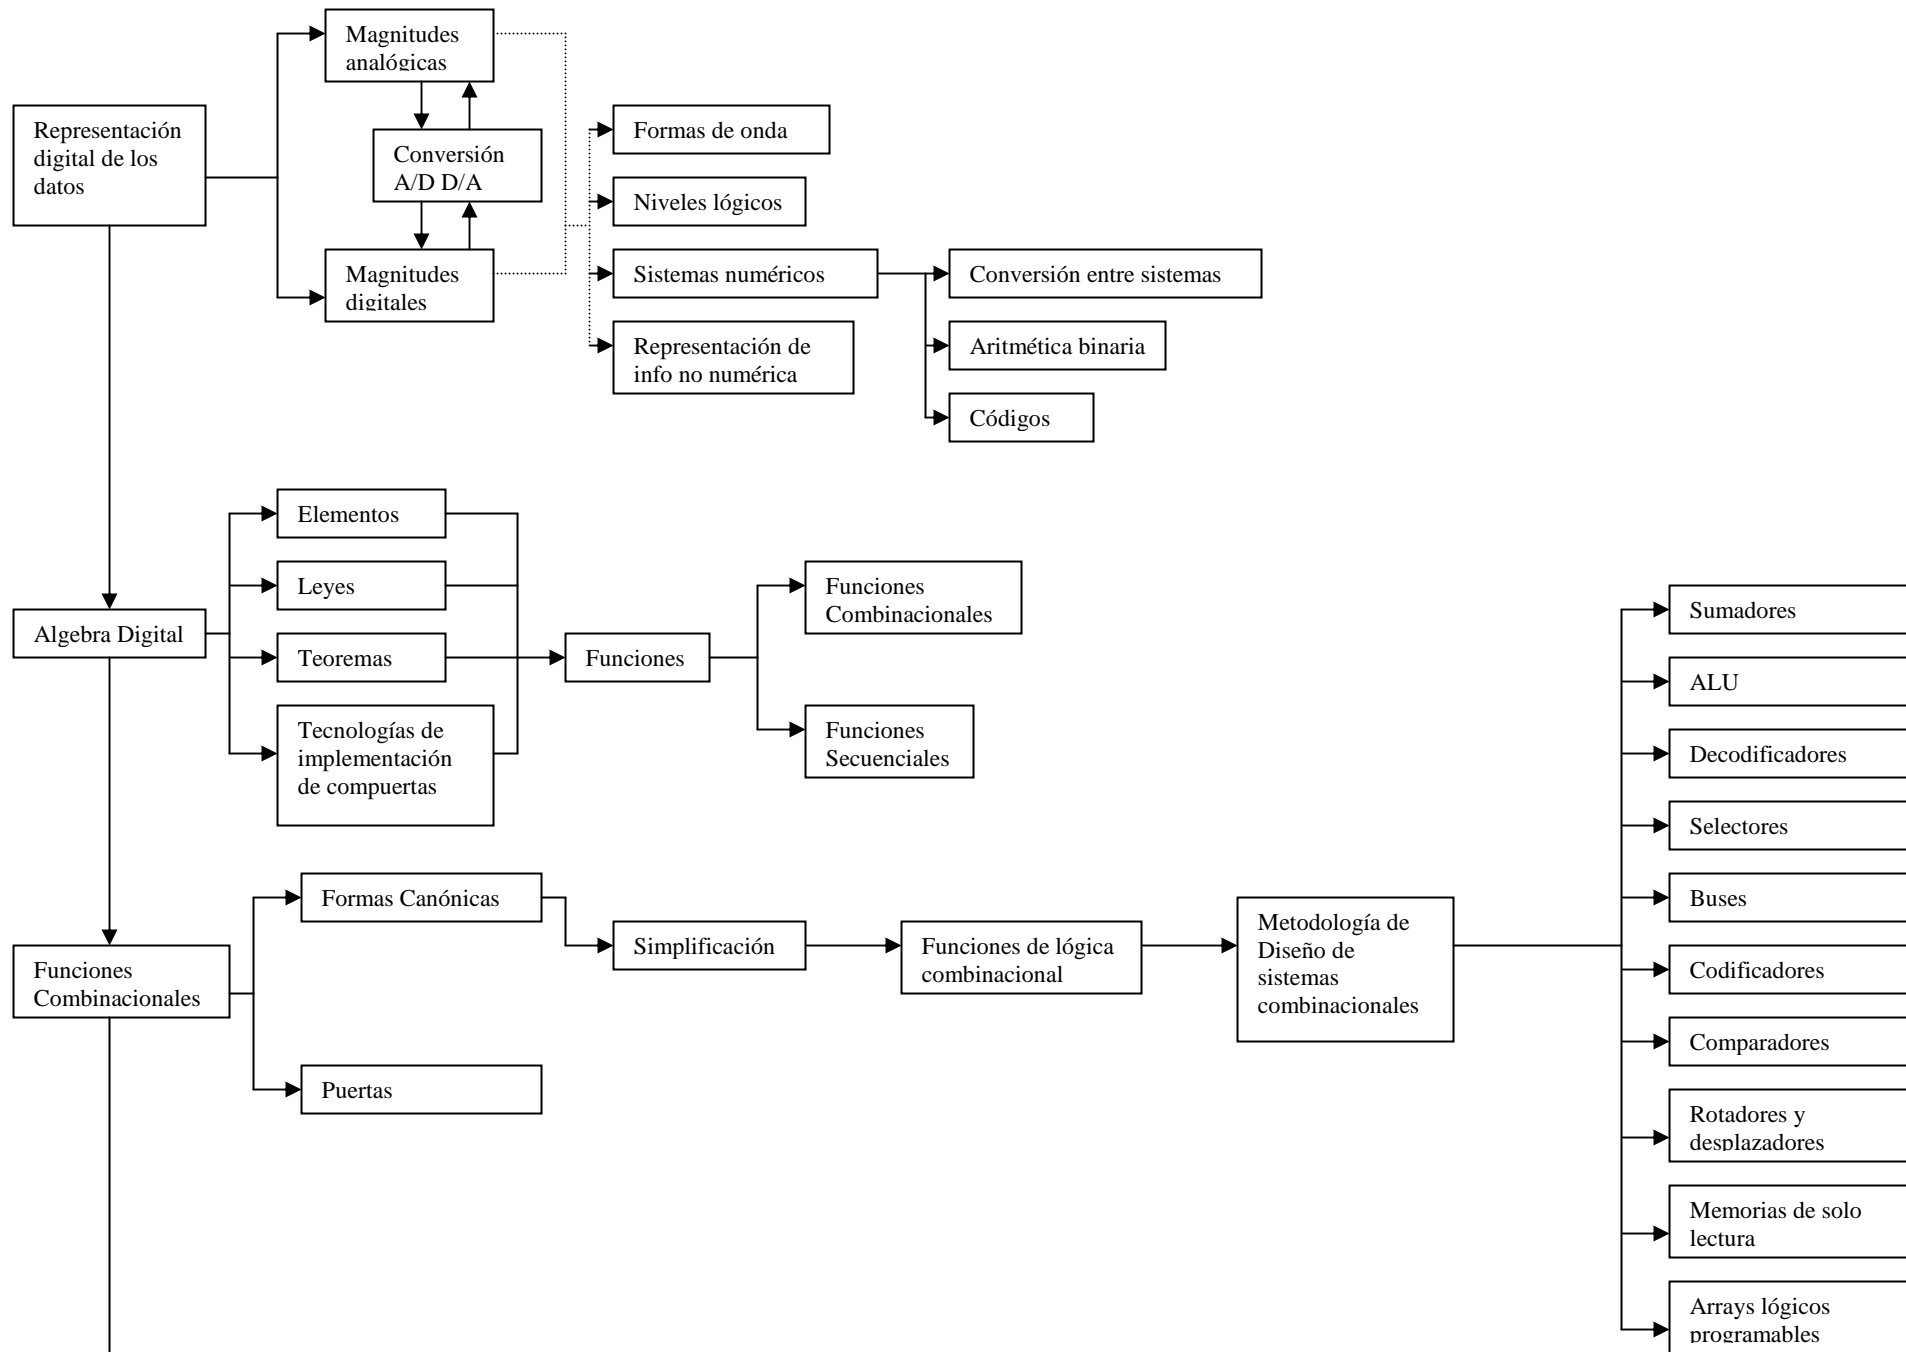 Magnitudes
analógicas
Representación
digital de los
datos
Conversión
A/D D/A
Magnitudes
digitales
Formas de onda
Niveles lógicos
Sistemas numéricos
Representación de
info no numérica
Conversión entre sistemas
Aritmética binaria
Códigos
Algebra Digital
Elementos
Leyes
Teoremas
Tecnologías de
implementación
de compuertas
Funciones
Funciones
Combinacionales
Funciones
Secuenciales
Funciones
Combinacionales
Formas Canónicas
Puertas
Simplificación
Funciones de lógica
combinacional
Metodología de
Diseño de
sistemas
combinacionales
Sumadores
ALU
Decodificadores
Selectores
Buses
Codificadores
Comparadores
Rotadores y
desplazadores
Memorias de solo
lectura
Arrays lógicos
programables